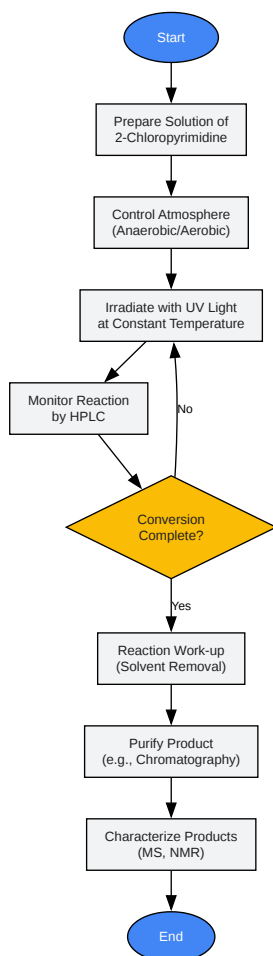 Start
Prepare Solution of
2-Chloropyrimidine
Control Atmosphere
(Anaerobic/Aerobic)
Irradiate with UV Light
at Constant Temperature
Monitor Reaction
by HPLC
No
Conversion
Complete?
Yes
Reaction Work-up
(Solvent Removal)
Purify Product
(e.g., Chromatography)
Characterize Products
(MS, NMR)
End